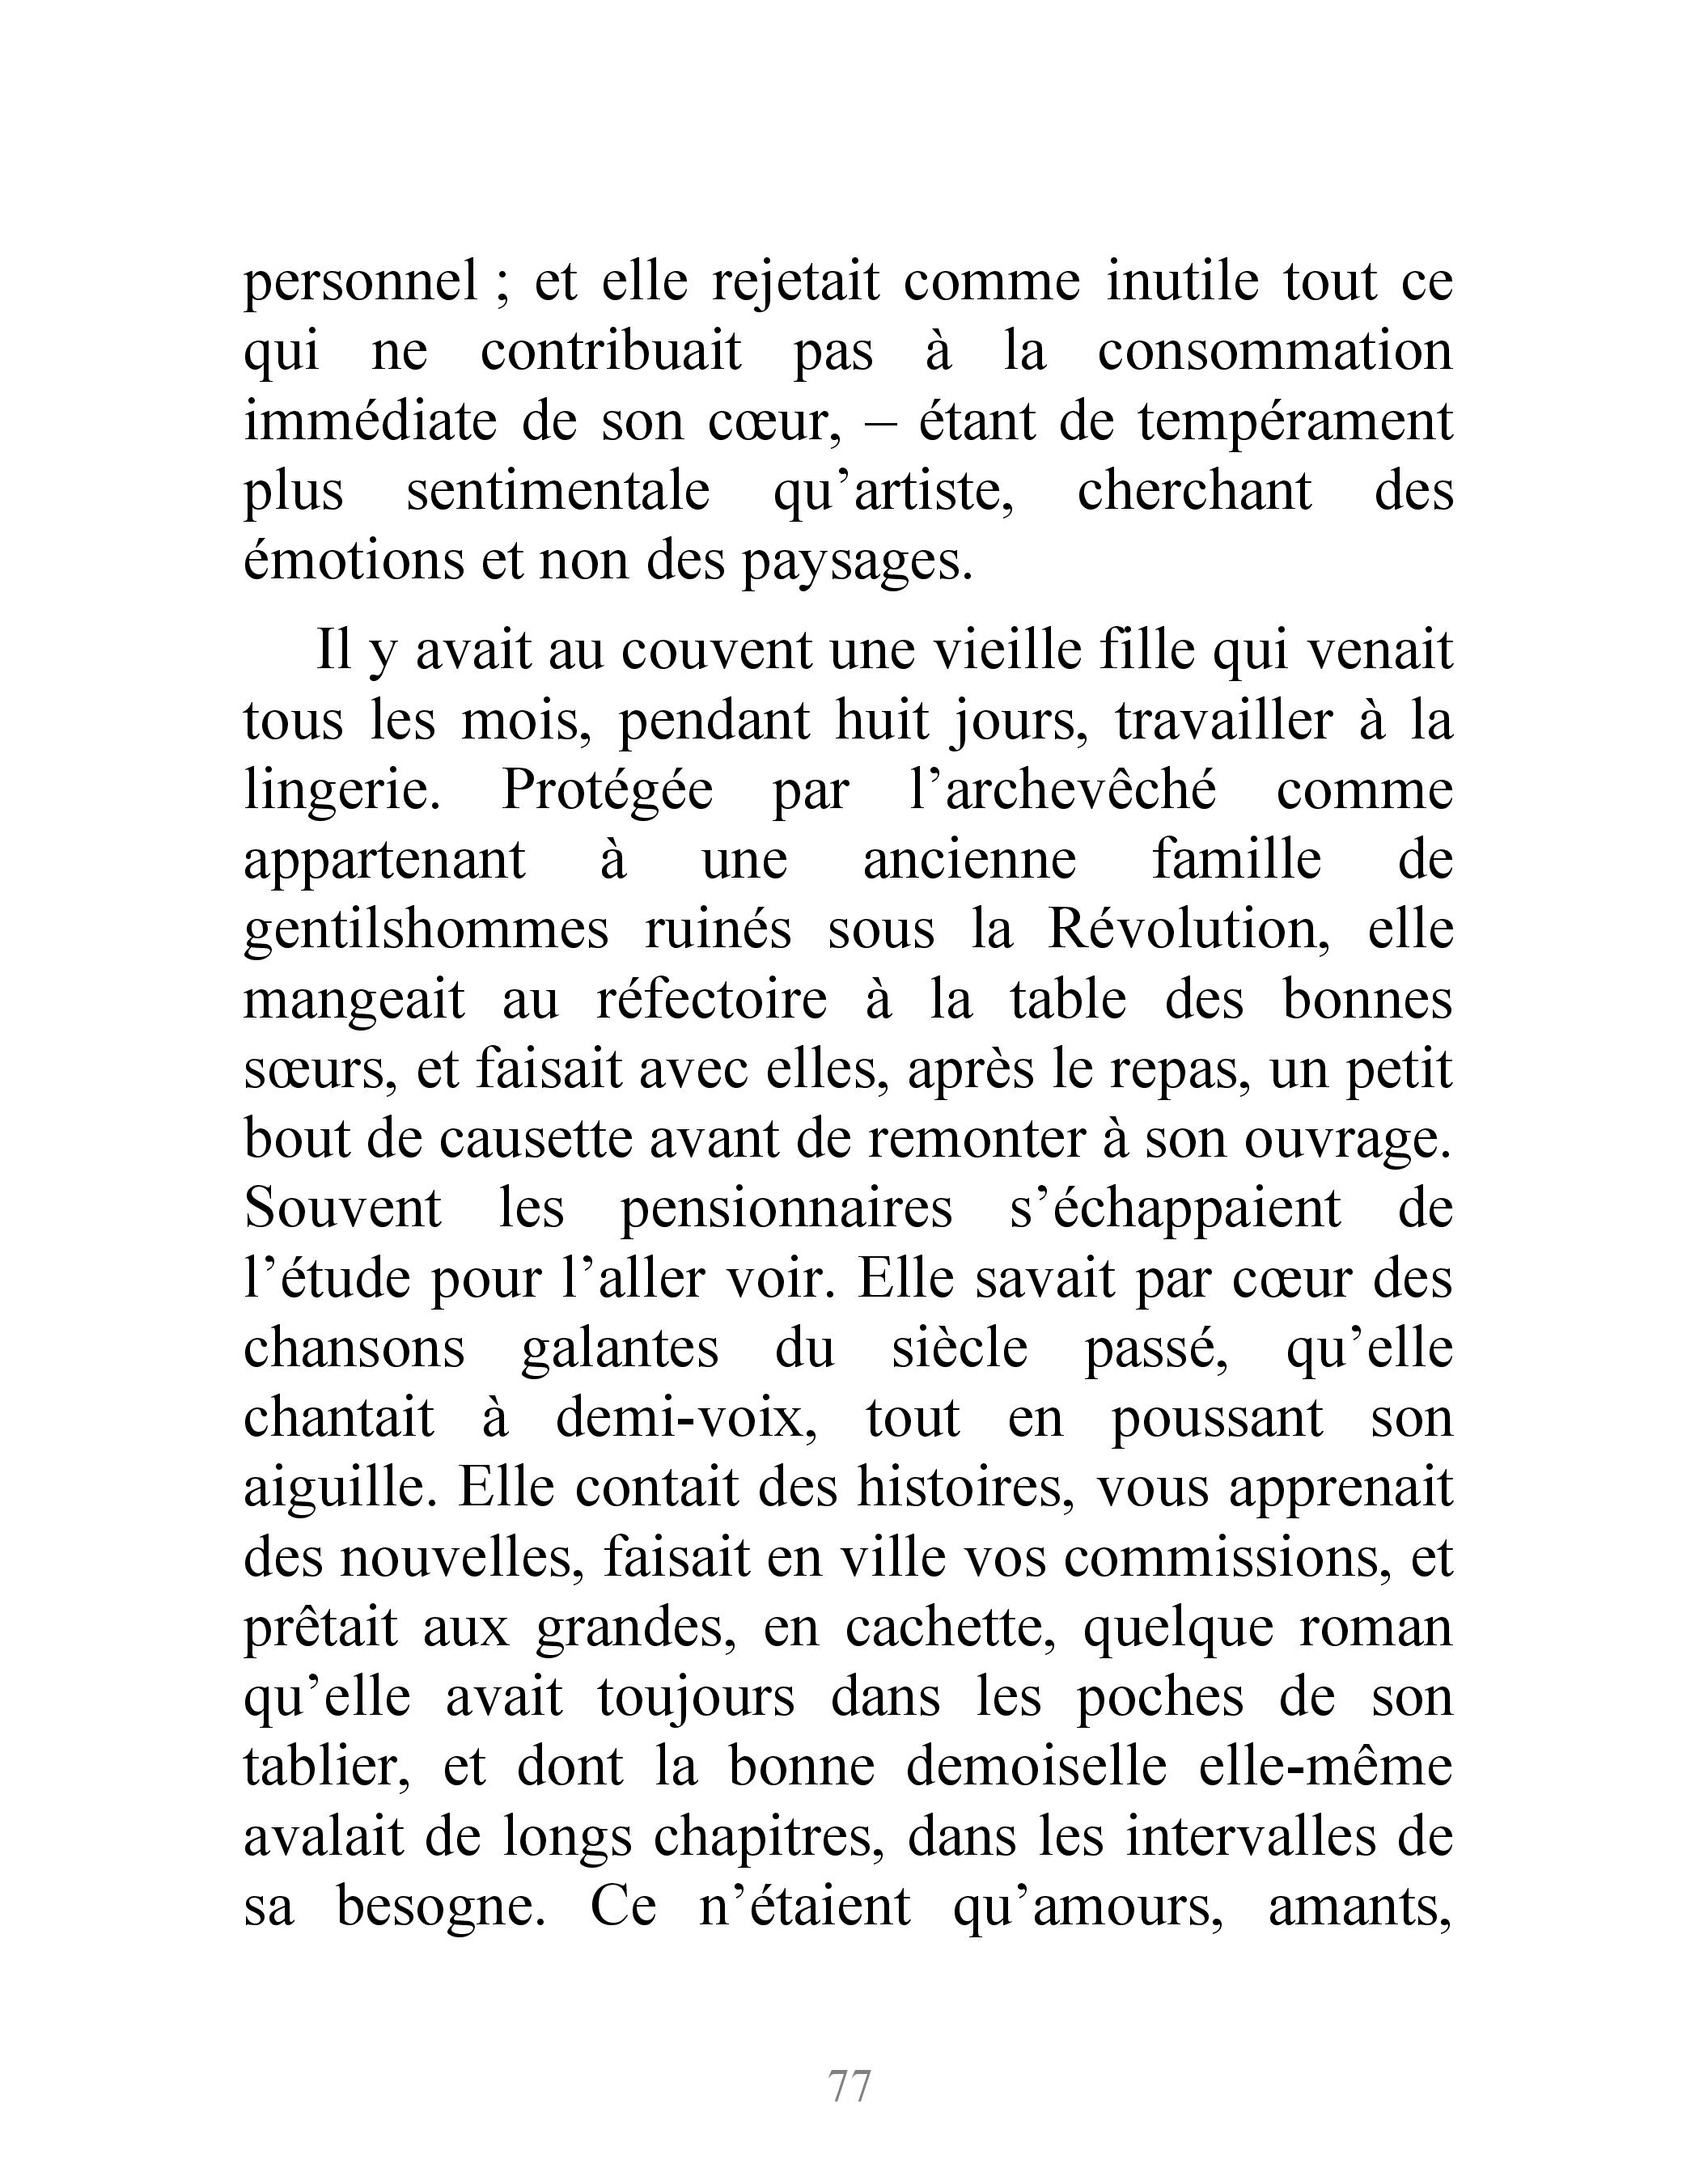 personnel ; et elle rejetait comme inutile tout ce
qui ne contribuait pas à la consommation
immédiate de son cœur, – étant de tempérament
plus sentimentale qu’artiste, cherchant des
émotions et non des paysages.
Il y avait au couvent une vieille fille qui venait
tous les mois, pendant huit jours, travailler à la
lingerie. Protégée par l’archevêché comme
appartenant à une ancienne famille de
gentilshommes ruinés sous la Révolution, elle
mangeait au réfectoire à la table des bonnes
sœurs, et faisait avec elles, après le repas, un petit
bout de causette avant de remonter à son ouvrage.
Souvent les pensionnaires s’échappaient de
l’étude pour l’aller voir. Elle savait par cœur des
chansons galantes du siècle passé, qu’elle
chantait à demi-voix, tout en poussant son
aiguille. Elle contait des histoires, vous apprenait
des nouvelles, faisait en ville vos commissions, et
prêtait aux grandes, en cachette, quelque roman
qu’elle avait toujours dans les poches de son
tablier, et dont la bonne demoiselle elle-même
avalait de longs chapitres, dans les intervalles de
sa besogne. Ce n’étaient qu’amours, amants,
77